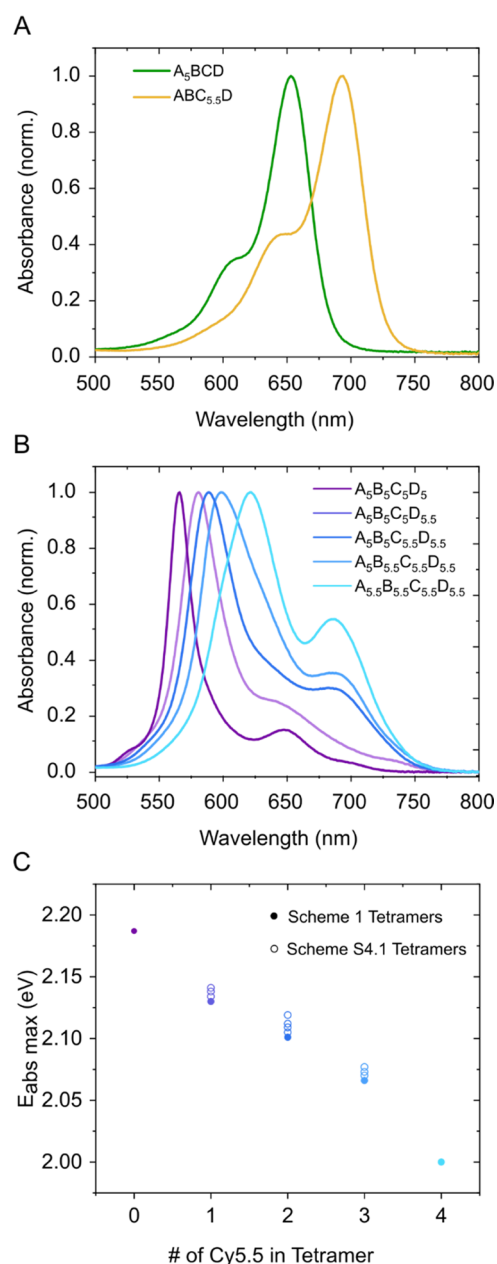 A
A₅BCD
ABC₅.₅D
1.0
0.8
0.6
0.4
0.2
0.0
Absorbance (norm.)
500 550 600 650 700 750 800
Wavelength (nm)
B
A₅B₅C₅D₅
A₅B₅C₅D₅.₅
A₅B₅C₅.₅D₅.₅
A₅B₅.₅C₅.₅D₅.₅
A₅.₅B₅.₅C₅.₅D₅.₅
1.0
0.8
0.6
0.4
0.2
0.0
Absorbance (norm.)
500 550 600 650 700 750 800
Wavelength (nm)
C
Scheme 1 Tetramers
Scheme S4.1 Tetramers
2.20
2.15
2.10
2.05
2.00
Eabs max (eV)
0 1 2 3 4
# of Cy5.5 in Tetramer